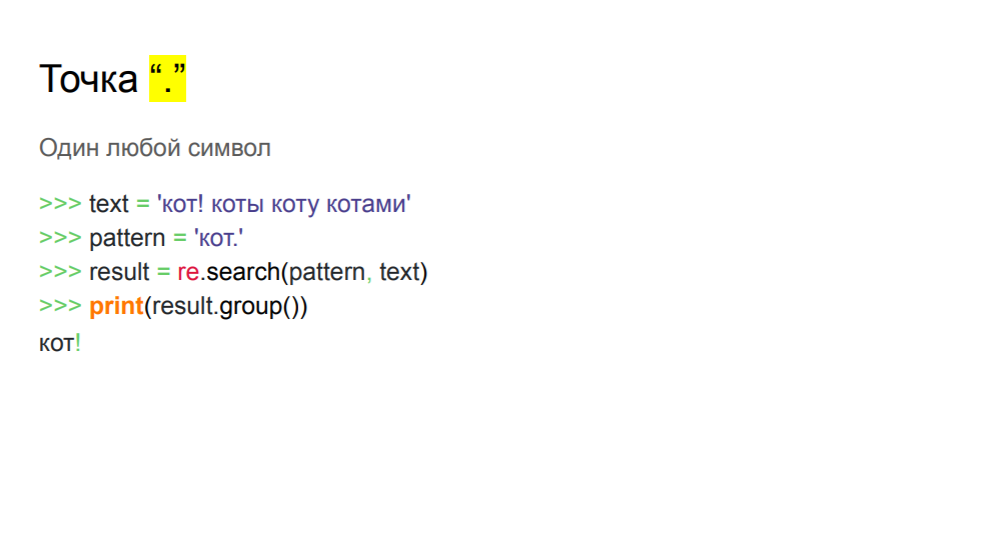 Точка “.”
Один любой символ
>>> text = 'кот! коты коту котами'
>>> pattern = 'кот.'
>>> result = re.search(pattern, text)
>>> print(result.group())
кот!